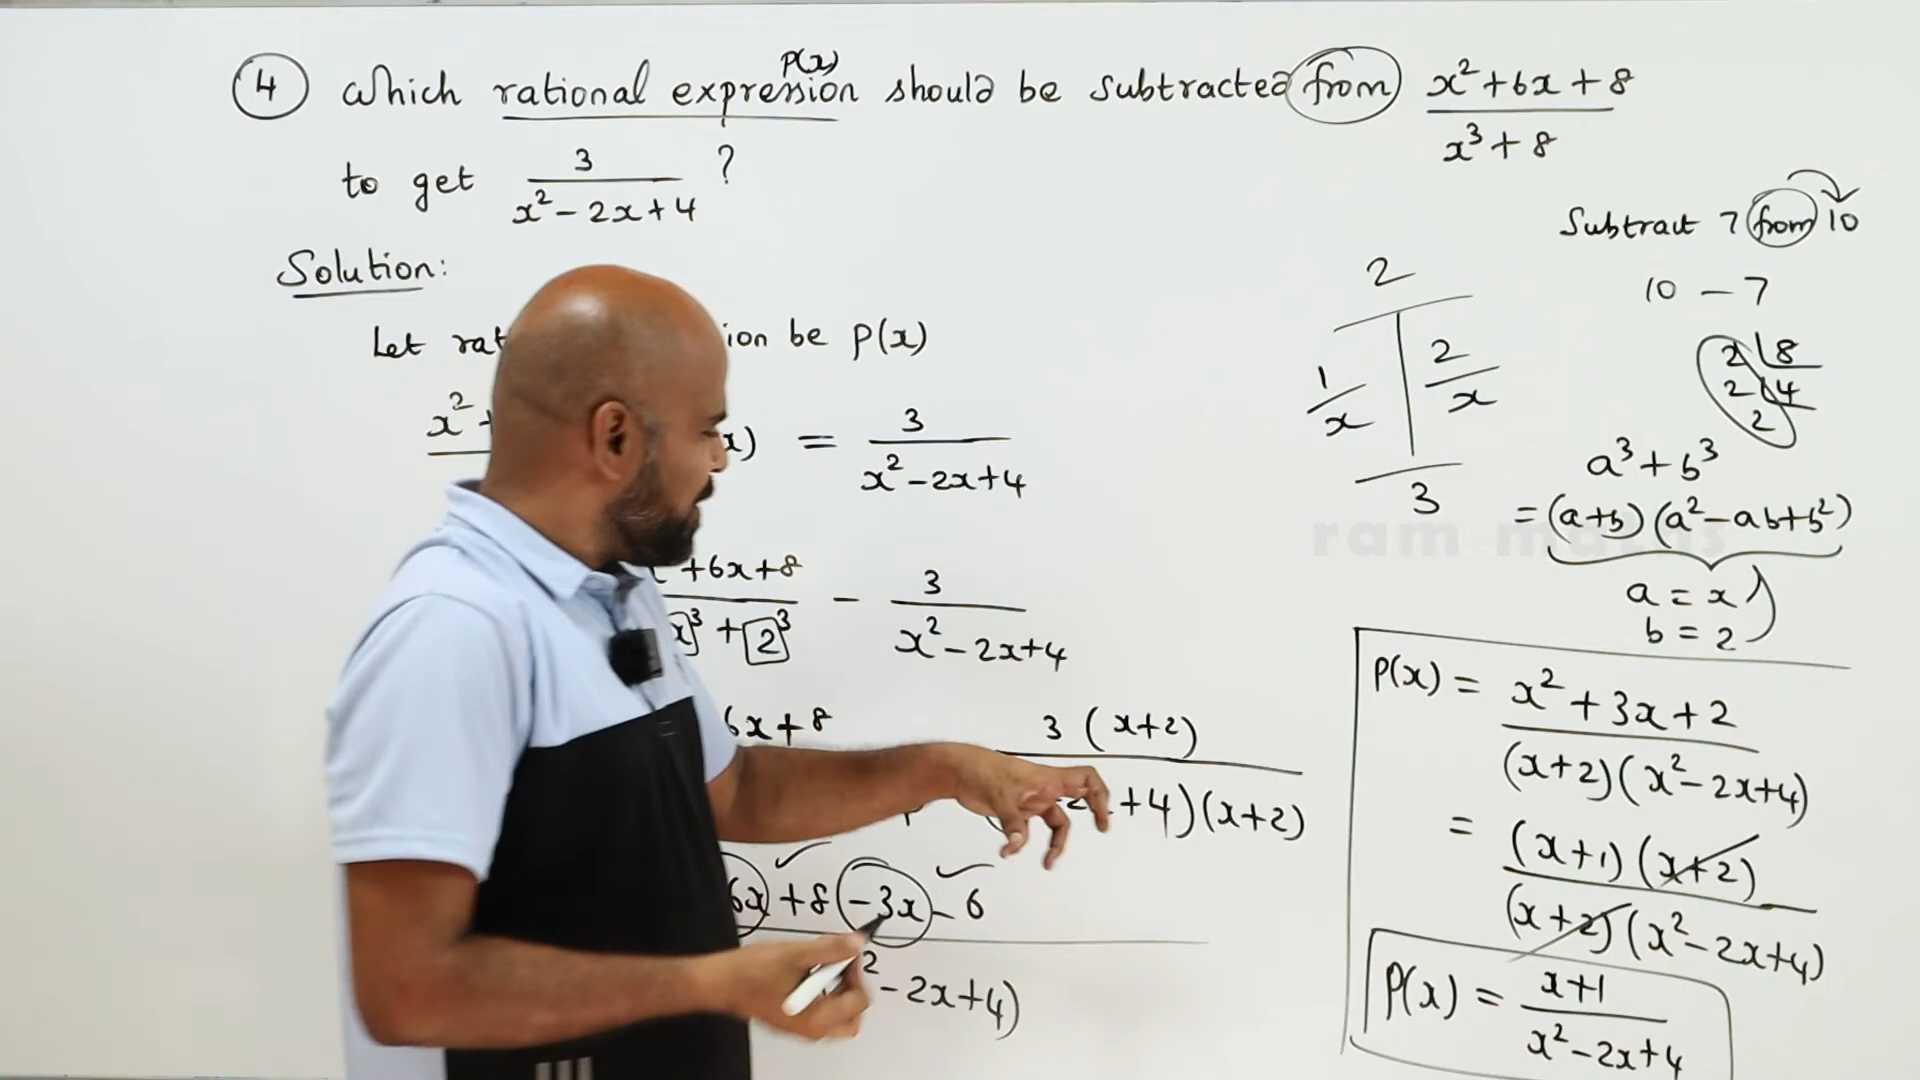 4 Which rational expression should be subtracted from x²+6x+8 / x³+8
P(x)
to get 3 / x²-2x+4 ?
Solution:
Let be P(x)
x² x) = 3 / x²-2x+4
+6x+8 / x³+2³ - 3 / x²-2x+4
6x+8 3(x+2) / +4)(x+2)
6x+8-3x-6
² -2x+4)
Subtract 7 from 10
10 - 7
2
1/x 2/x
3
2 8
2 4
2
a³+b³
=(a+b)(a²-ab+b²)
ram
a = x
b = 2
P(x) = x²+3x+2 / (x+2)(x²-2x+4)
= (x+1)(x+2) / (x+2)(x²-2x+4)
P(x) = x+1 / x²-2x+4